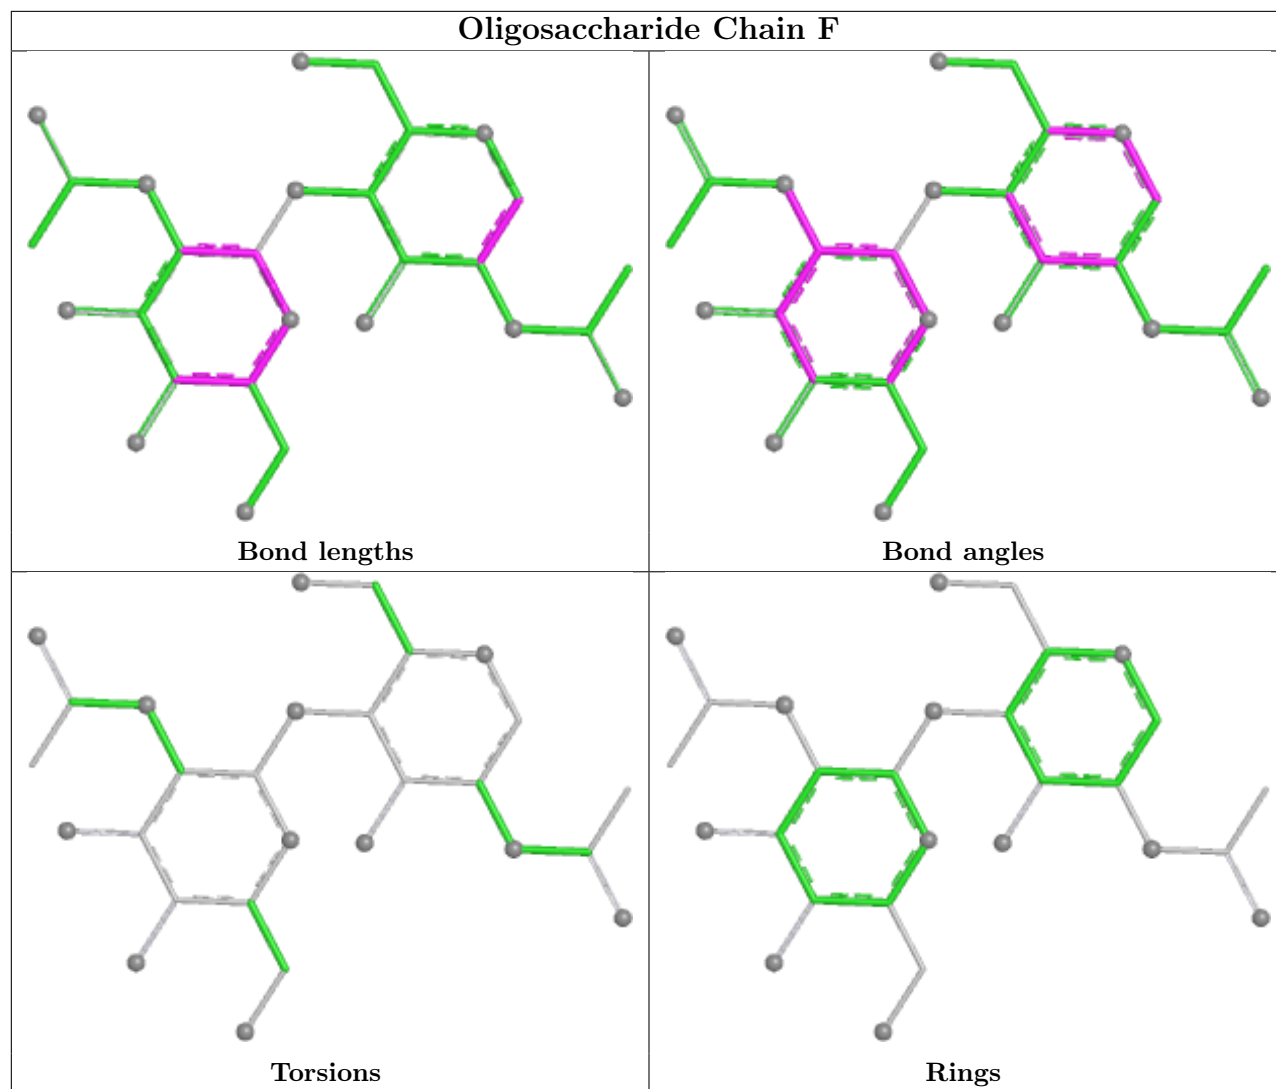 Oligosaccharide Chain F
Bond lengths
Bond angles
Torsions
Rings